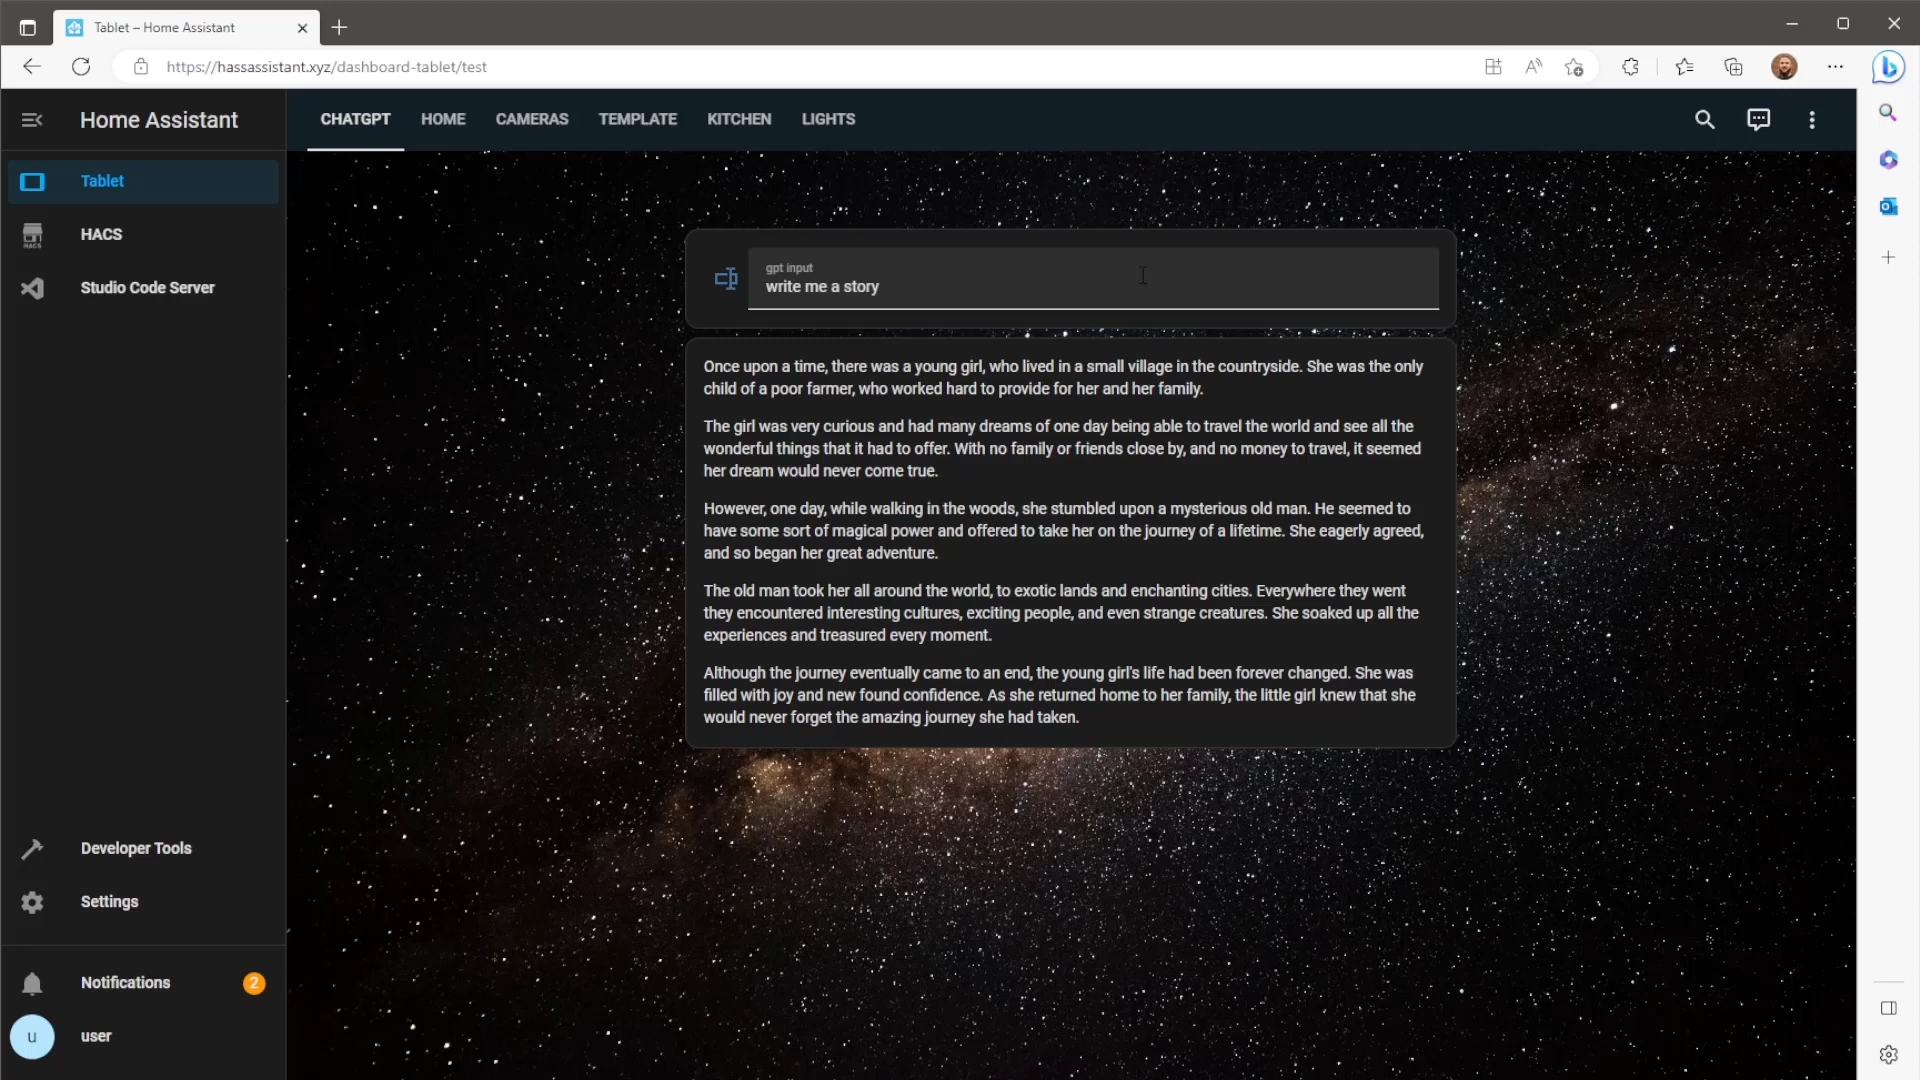 Tablet – Home Assistant
https://hassassistant.xyz/dashboard-tablet/test
Home Assistant
CHATGPT HOME CAMERAS TEMPLATE KITCHEN LIGHTS
Tablet
HACS
HACS
Studio Code Server
gpt input
write me a story
Once upon a time, there was a young girl, who lived in a small village in the countryside. She was the only
child of a poor farmer, who worked hard to provide for her and her family.
The girl was very curious and had many dreams of one day being able to travel the world and see all the
wonderful things that it had to offer. With no family or friends close by, and no money to travel, it seemed
her dream would never come true.
However, one day, while walking in the woods, she stumbled upon a mysterious old man. He seemed to
have some sort of magical power and offered to take her on the journey of a lifetime. She eagerly agreed,
and so began her great adventure.
The old man took her all around the world, to exotic lands and enchanting cities. Everywhere they went
they encountered interesting cultures, exciting people, and even strange creatures. She soaked up all the
experiences and treasured every moment.
Although the journey eventually came to an end, the young girl's life had been forever changed. She was
filled with joy and new found confidence. As she returned home to her family, the little girl knew that she
would never forget the amazing journey she had taken.
Developer Tools
Settings
Notifications 2
u user